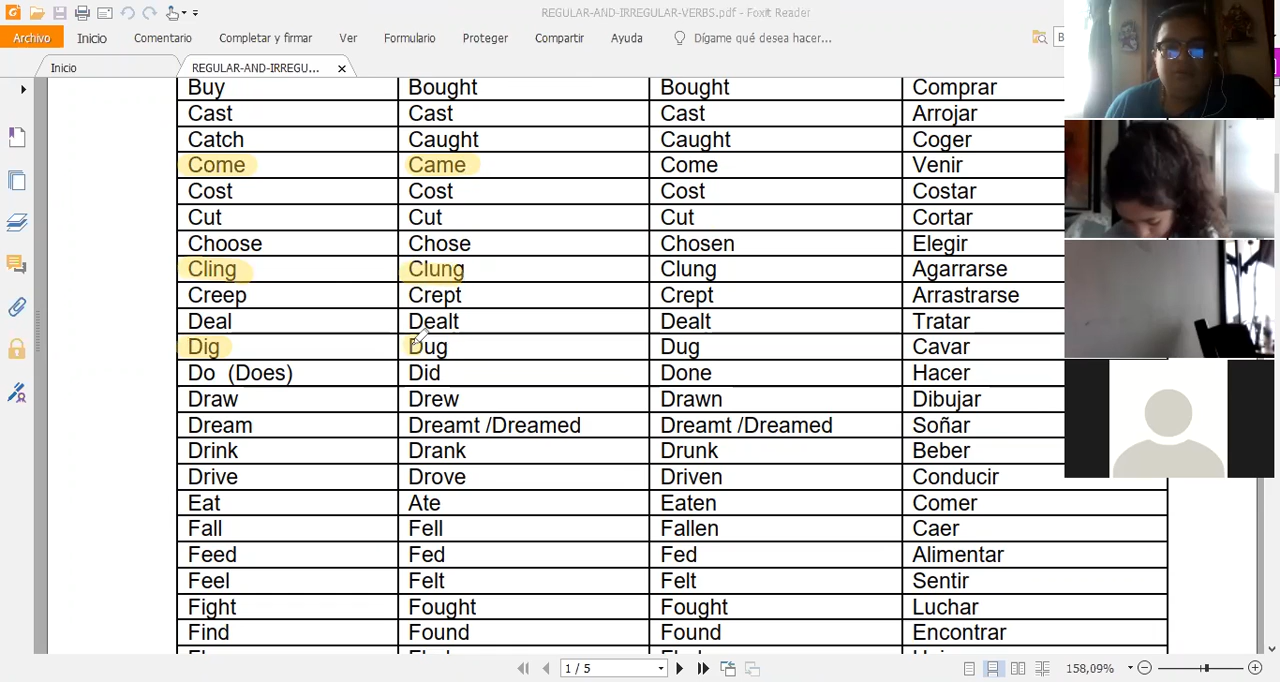 REGULAR-AND-IRREGULAR-VERBS.pdf - Foxit Reader
Archivo Inicio Comentario Completar y firmar Ver Formulario Proteger Compartir Ayuda Dígame qué desea hacer...
Inicio REGULAR-AND-IRREGU...
Buy Bought Bought Comprar
Cast Cast Cast Arrojar
Catch Caught Caught Coger
Come Came Come Venir
Cost Cost Cost Costar
Cut Cut Cut Cortar
Choose Chose Chosen Elegir
Cling Clung Clung Agarrarse
Creep Crept Crept Arrastrarse
Deal Dealt Dealt Tratar
Dig Dug Dug Cavar
Do (Does) Did Done Hacer
Draw Drew Drawn Dibujar
Dream Dreamt /Dreamed Dreamt /Dreamed Soñar
Drink Drank Drunk Beber
Drive Drove Driven Conducir
Eat Ate Eaten Comer
Fall Fell Fallen Caer
Feed Fed Fed Alimentar
Feel Felt Felt Sentir
Fight Fought Fought Luchar
Find Found Found Encontrar
1 / 5 158,09%